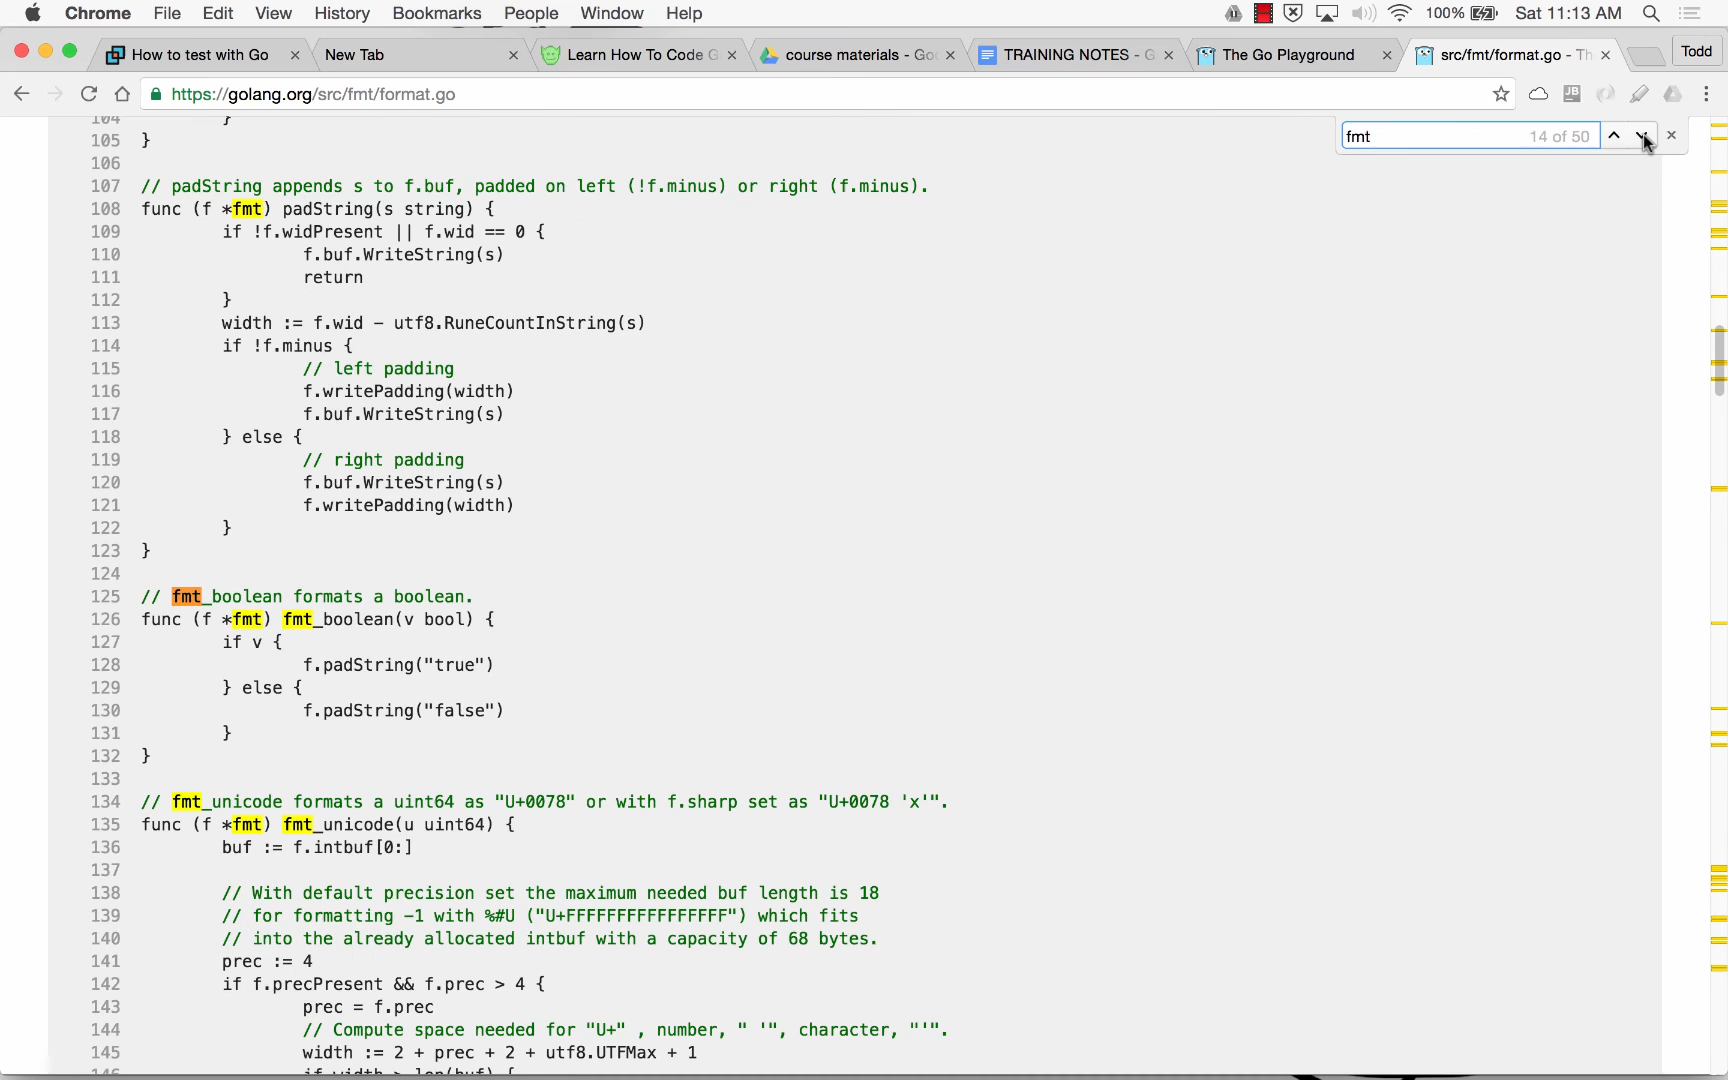 Chrome File Edit View History Bookmarks People Window Help 100% Sat 11:13 AM
How to test with Go New Tab Learn How To Code G course materials - Goo TRAINING NOTES - G The Go Playground src/fmt/format.go - Th Todd
https://golang.org/src/fmt/format.go JB
fmt 14 of 50
104 }
105 }
106
107 // padString appends s to f.buf, padded on left (!f.minus) or right (f.minus).
108 func (f *fmt) padString(s string) {
109 if !f.widPresent || f.wid == 0 {
110 f.buf.WriteString(s)
111 return
112 }
113 width := f.wid - utf8.RuneCountInString(s)
114 if !f.minus {
115 // left padding
116 f.writePadding(width)
117 f.buf.WriteString(s)
118 } else {
119 // right padding
120 f.buf.WriteString(s)
121 f.writePadding(width)
122 }
123 }
124
125 // fmt_boolean formats a boolean.
126 func (f *fmt) fmt_boolean(v bool) {
127 if v {
128 f.padString("true")
129 } else {
130 f.padString("false")
131 }
132 }
133
134 // fmt_unicode formats a uint64 as "U+0078" or with f.sharp set as "U+0078 'x'".
135 func (f *fmt) fmt_unicode(u uint64) {
136 buf := f.intbuf[0:]
137
138 // With default precision set the maximum needed buf length is 18
139 // for formatting -1 with %#U ("U+FFFFFFFFFFFFFFFF") which fits
140 // into the already allocated intbuf with a capacity of 68 bytes.
141 prec := 4
142 if f.precPresent && f.prec > 4 {
143 prec = f.prec
144 // Compute space needed for "U+" , number, " '", character, "'".
145 width := 2 + prec + 2 + utf8.UTFMax + 1
146 if width > len(buf) {